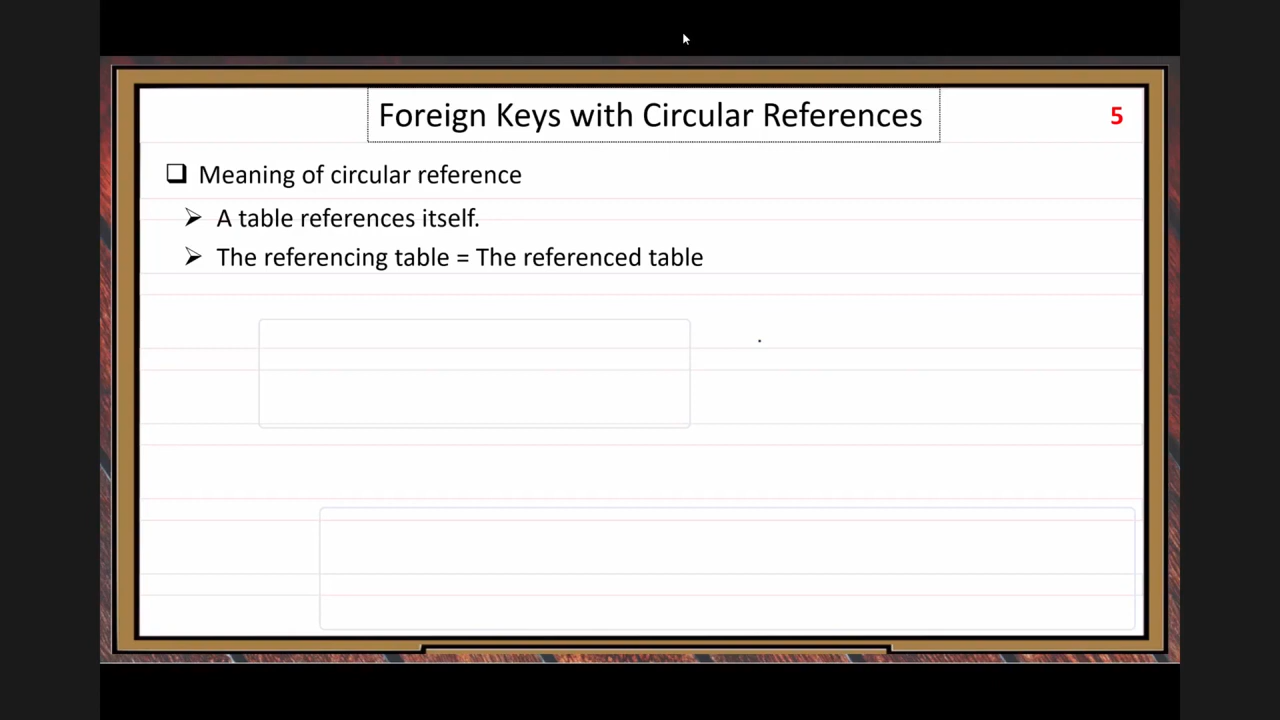 Foreign Keys with Circular References
5
Meaning of circular reference
A table references itself.
The referencing table = The referenced table